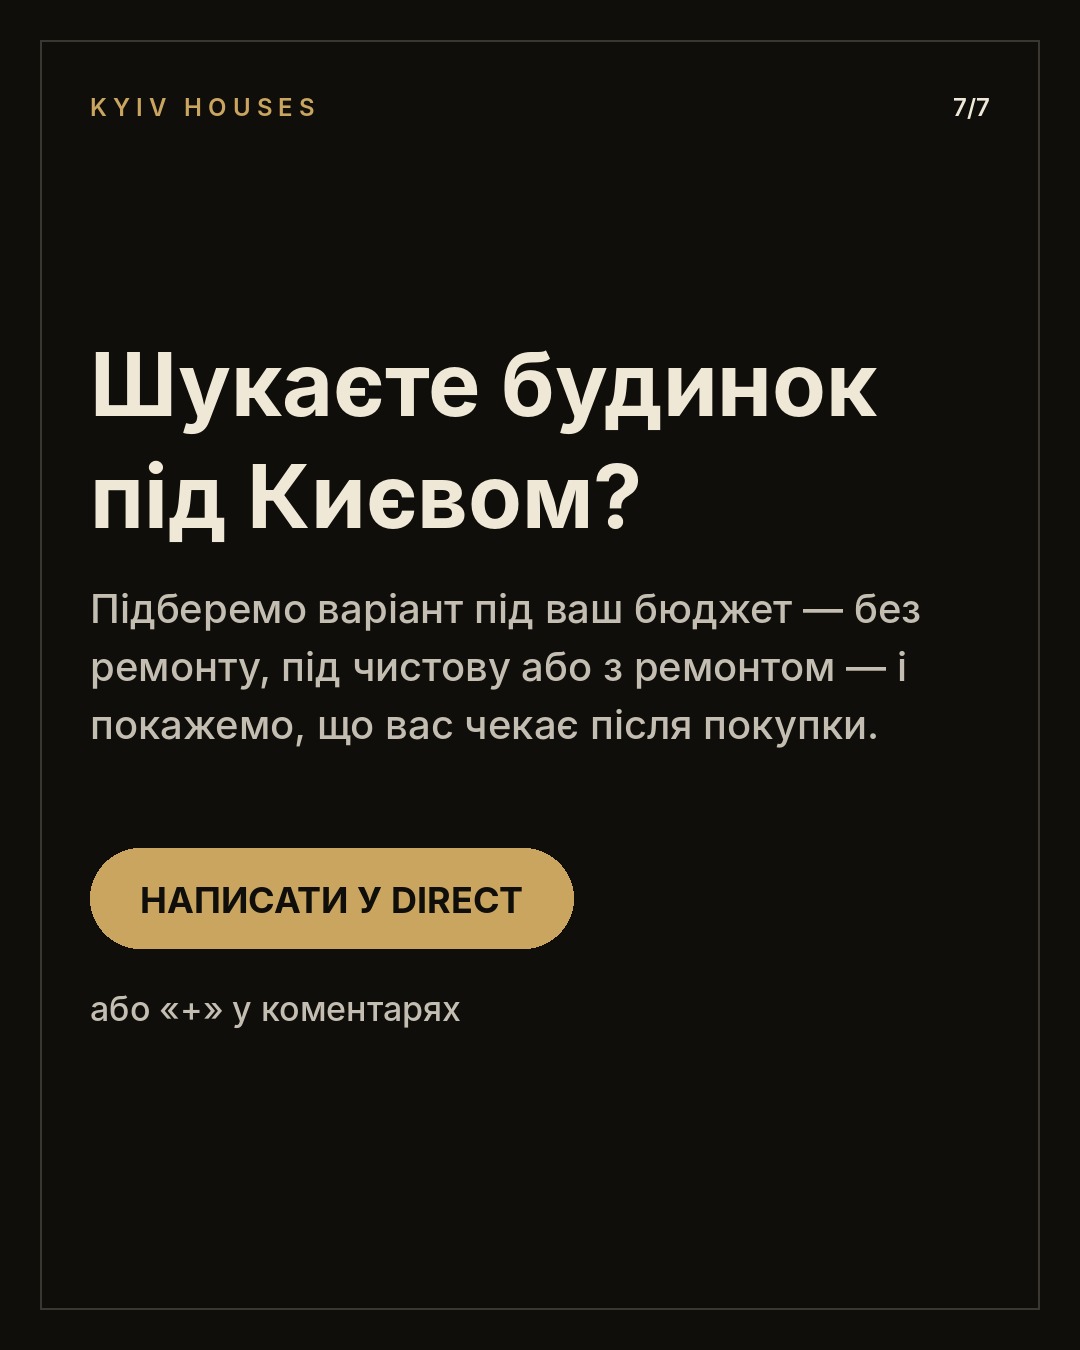 KYIV HOUSES
7/7
Шукаєте будинок
під Києвом?
Підберемо варіант під ваш бюджет — без
ремонту, під чистову або з ремонтом — і
покажемо, що вас чекає після покупки.
НАПИСАТИ У DIRECT
або «+» у коментарях